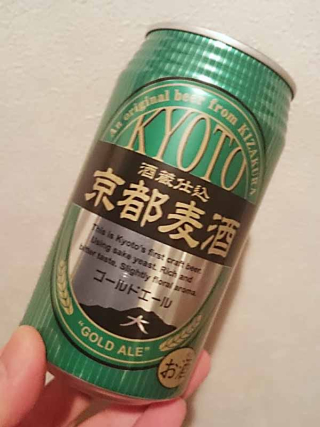 An original beer from KIZAKURA
KYOTO
酒蔵仕込
京都麦酒
This is Kyoto's first craft beer.
Using sake yeast. Rich and
bitter taste. Slightly floral aroma.
ゴールドエール
大
"GOLD ALE"
お酒